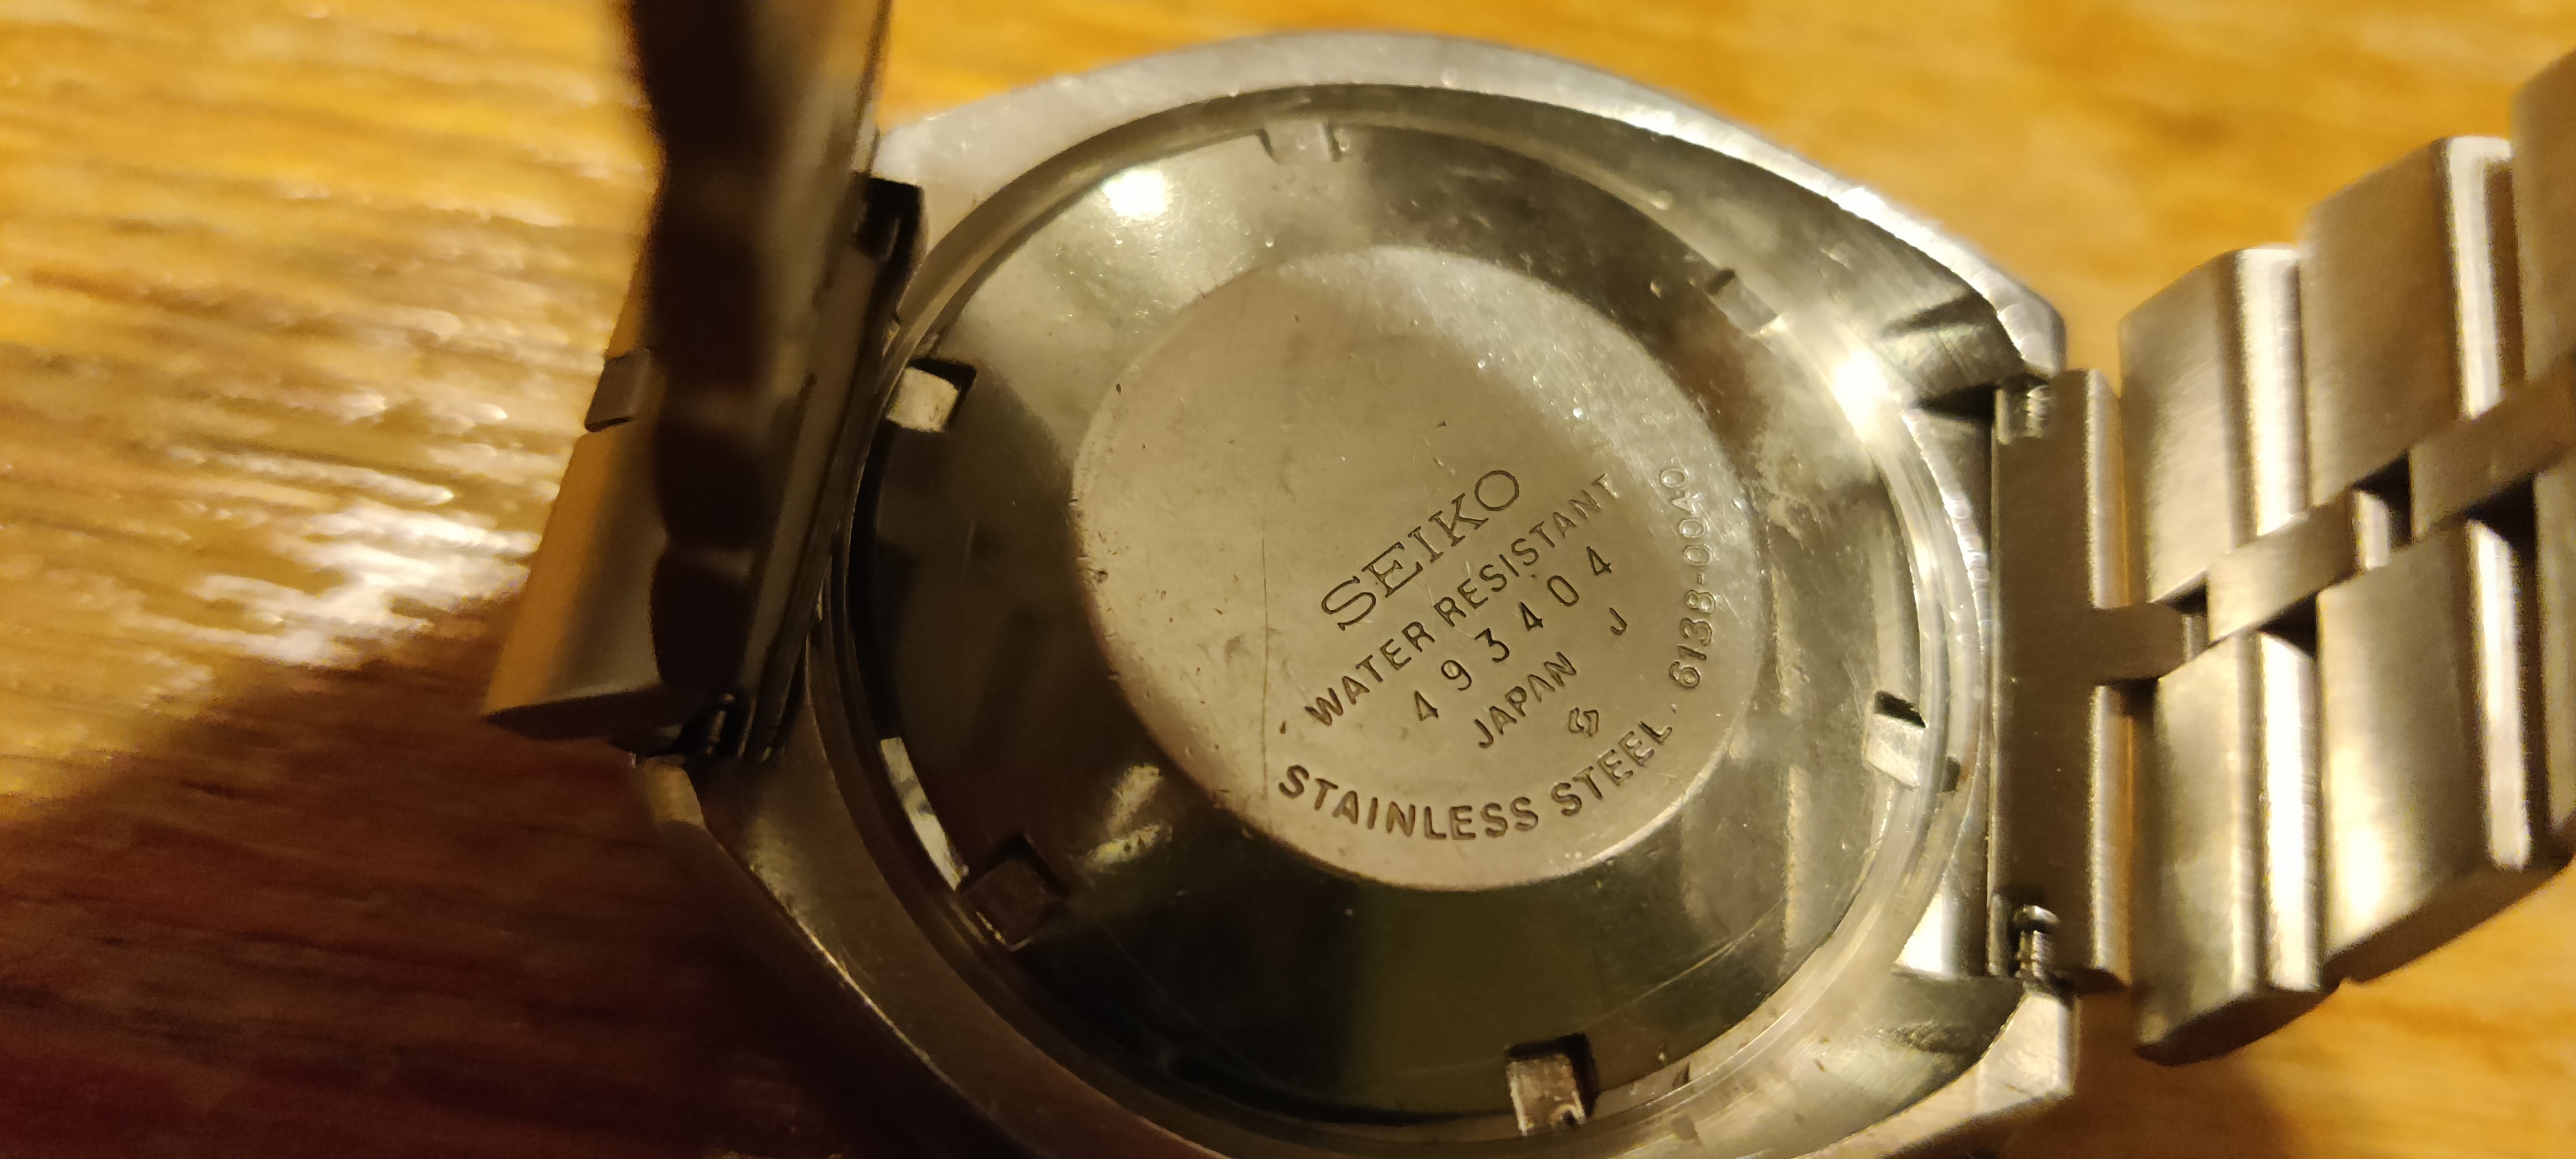 SEIKO
WATER RESISTANT
493404
JAPAN J
STAINLESS STEEL. 6138-0040